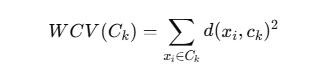 $WCV(C_k) = \sum_{x_i \in C_k} d(x_i, c_k)^2$